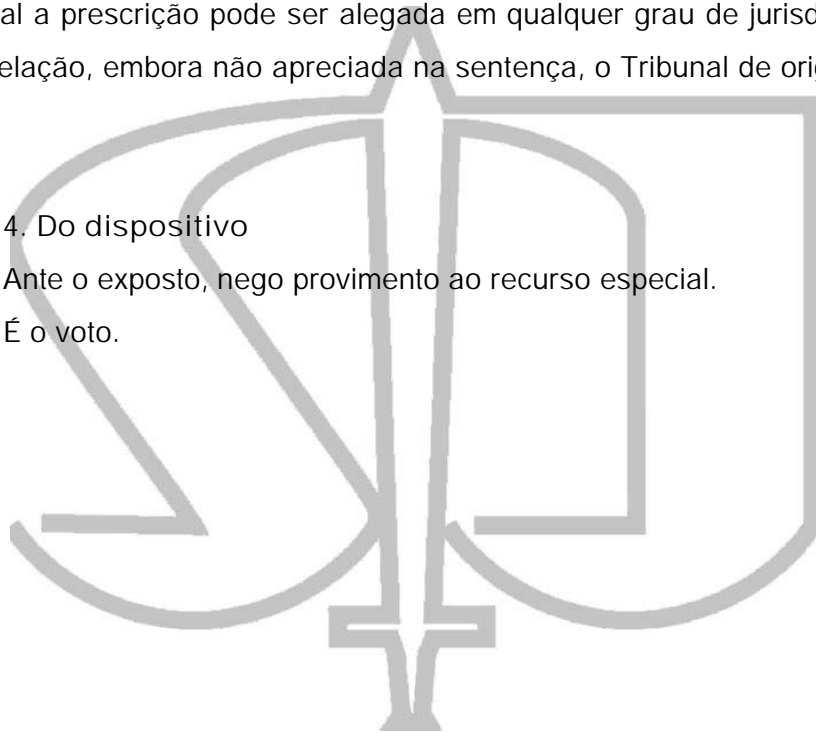 al a prescrição pode ser alegada em qualquer grau de jurisd
elação, embora não apreciada na sentença, o Tribunal de orig
4. Do dispositivo
Ante o exposto, nego provimento ao recurso especial.
É o voto.